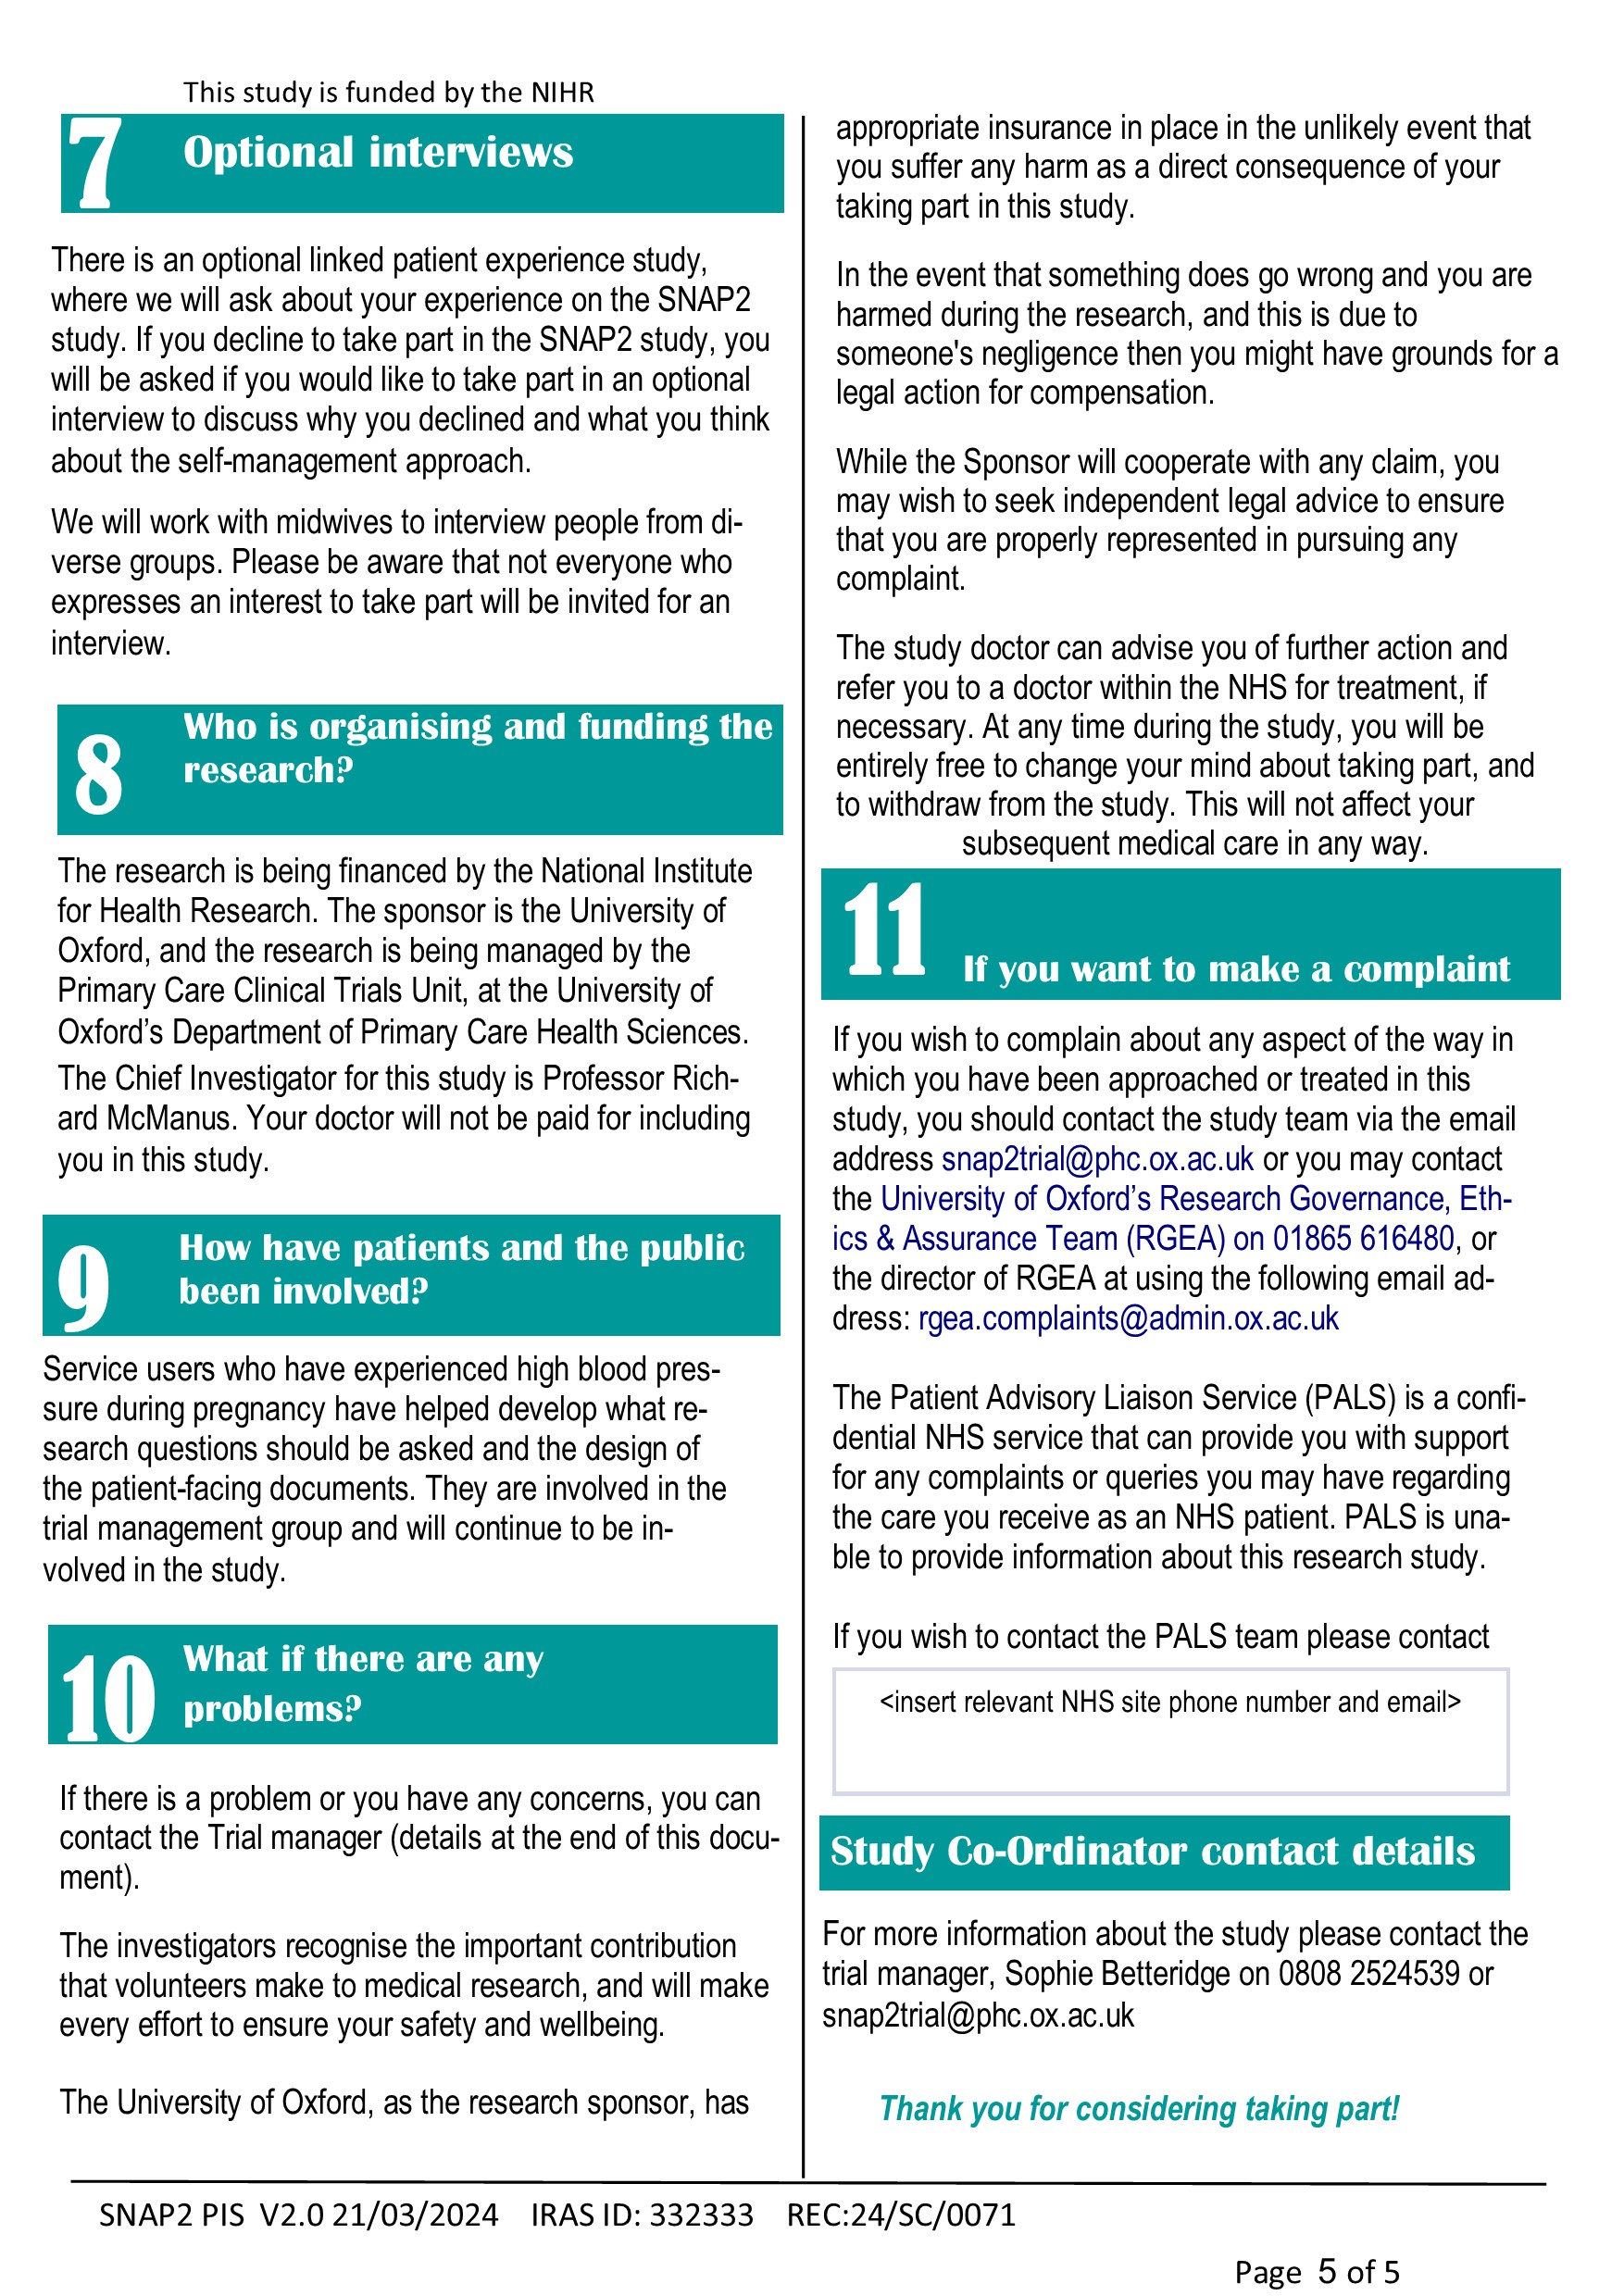 This study is funded by the NIHR
7
Optional interviews
There is an optional linked patient experience study,
where we will ask about your experience on the SNAP2
study. If you decline to take part in the SNAP2 study, you
will be asked if you would like to take part in an optional
interview to discuss why you declined and what you think
about the self-management approach.
We will work with midwives to interview people from di-
verse groups. Please be aware that not everyone who
expresses an interest to take part will be invited for an
interview.
8
Who is organising and funding the
research?
The research is being financed by the National Institute
for Health Research. The sponsor is the University of
Oxford, and the research is being managed by the
Primary Care Clinical Trials Unit, at the University of
Oxford’s Department of Primary Care Health Sciences.
The Chief Investigator for this study is Professor Rich-
ard McManus. Your doctor will not be paid for including
you in this study.
9
How have patients and the public
been involved?
Service users who have experienced high blood pres-
sure during pregnancy have helped develop what re-
search questions should be asked and the design of
the patient-facing documents. They are involved in the
trial management group and will continue to be in-
volved in the study.
10
What if there are any
problems?
If there is a problem or you have any concerns, you can
contact the Trial manager (details at the end of this docu-
ment).
The investigators recognise the important contribution
that volunteers make to medical research, and will make
every effort to ensure your safety and wellbeing.
The University of Oxford, as the research sponsor, has
appropriate insurance in place in the unlikely event that
you suffer any harm as a direct consequence of your
taking part in this study.
In the event that something does go wrong and you are
harmed during the research, and this is due to
someone's negligence then you might have grounds for a
legal action for compensation.
While the Sponsor will cooperate with any claim, you
may wish to seek independent legal advice to ensure
that you are properly represented in pursuing any
complaint.
The study doctor can advise you of further action and
refer you to a doctor within the NHS for treatment, if
necessary. At any time during the study, you will be
entirely free to change your mind about taking part, and
to withdraw from the study. This will not affect your
subsequent medical care in any way.
11
If you want to make a complaint
If you wish to complain about any aspect of the way in
which you have been approached or treated in this
study, you should contact the study team via the email
address snap2trial@phc.ox.ac.uk or you may contact
the University of Oxford’s Research Governance, Eth-
ics & Assurance Team (RGEA) on 01865 616480, or
the director of RGEA at using the following email ad-
dress: rgea.complaints@admin.ox.ac.uk
The Patient Advisory Liaison Service (PALS) is a confi-
dential NHS service that can provide you with support
for any complaints or queries you may have regarding
the care you receive as an NHS patient. PALS is una-
ble to provide information about this research study.
If you wish to contact the PALS team please contact
<insert relevant NHS site phone number and email>
Study Co-Ordinator contact details
For more information about the study please contact the
trial manager, Sophie Betteridge on 0808 2524539 or
snap2trial@phc.ox.ac.uk
Thank you for considering taking part!
SNAP2 PIS V2.0 21/03/2024 IRAS ID: 332333 REC:24/SC/0071
Page 5 of 5